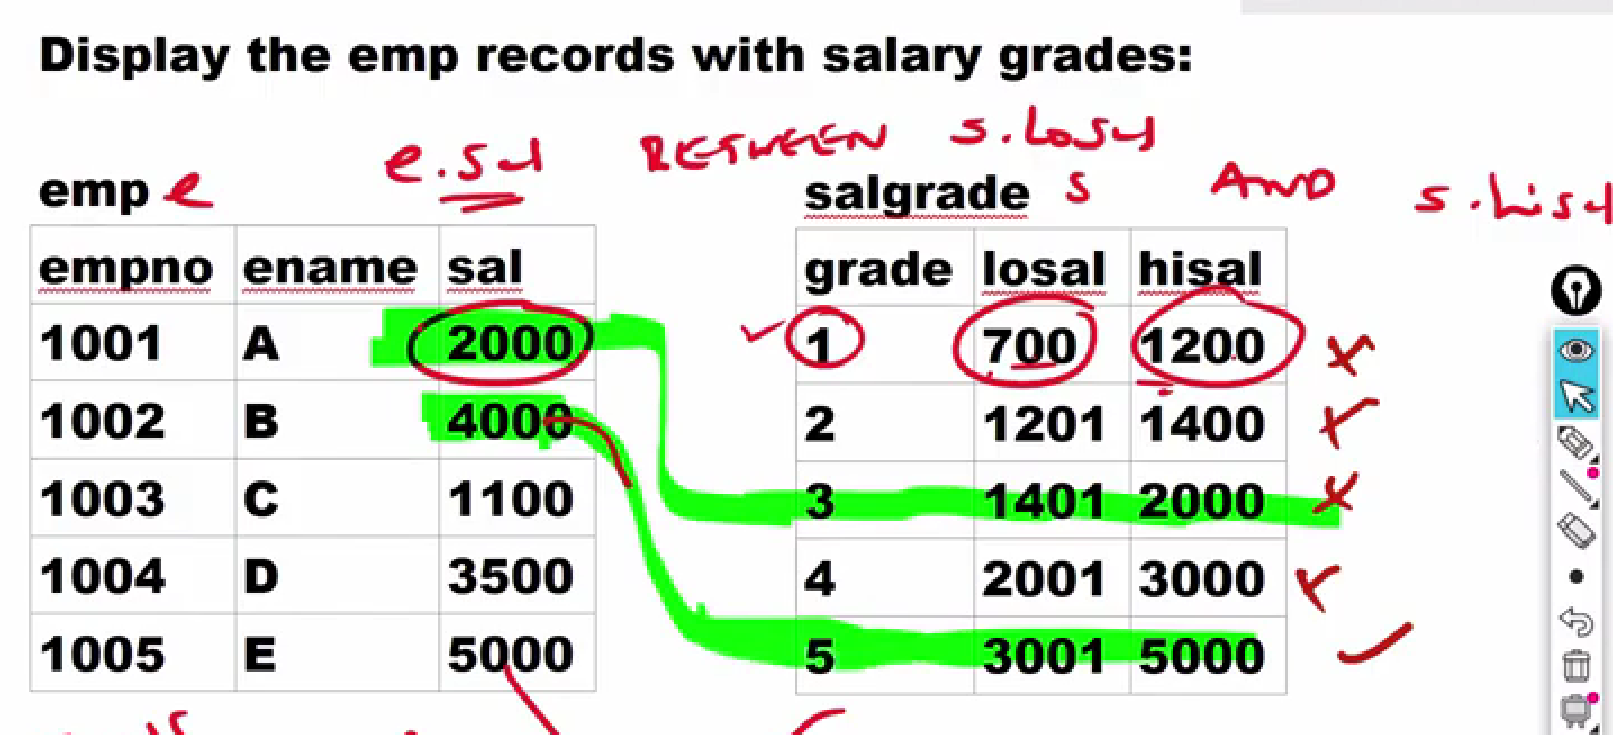 Display the emp records with salary grades:
e.sal BETWEEN s.losal AND s.hisal
emp e
salgrade s
empno ename sal
1001 A 2000
1002 B 4000
1003 C 1100
1004 D 3500
1005 E 5000
grade losal hisal
1 700 1200
2 1201 1400
3 1401 2000
4 2001 3000
5 3001 5000